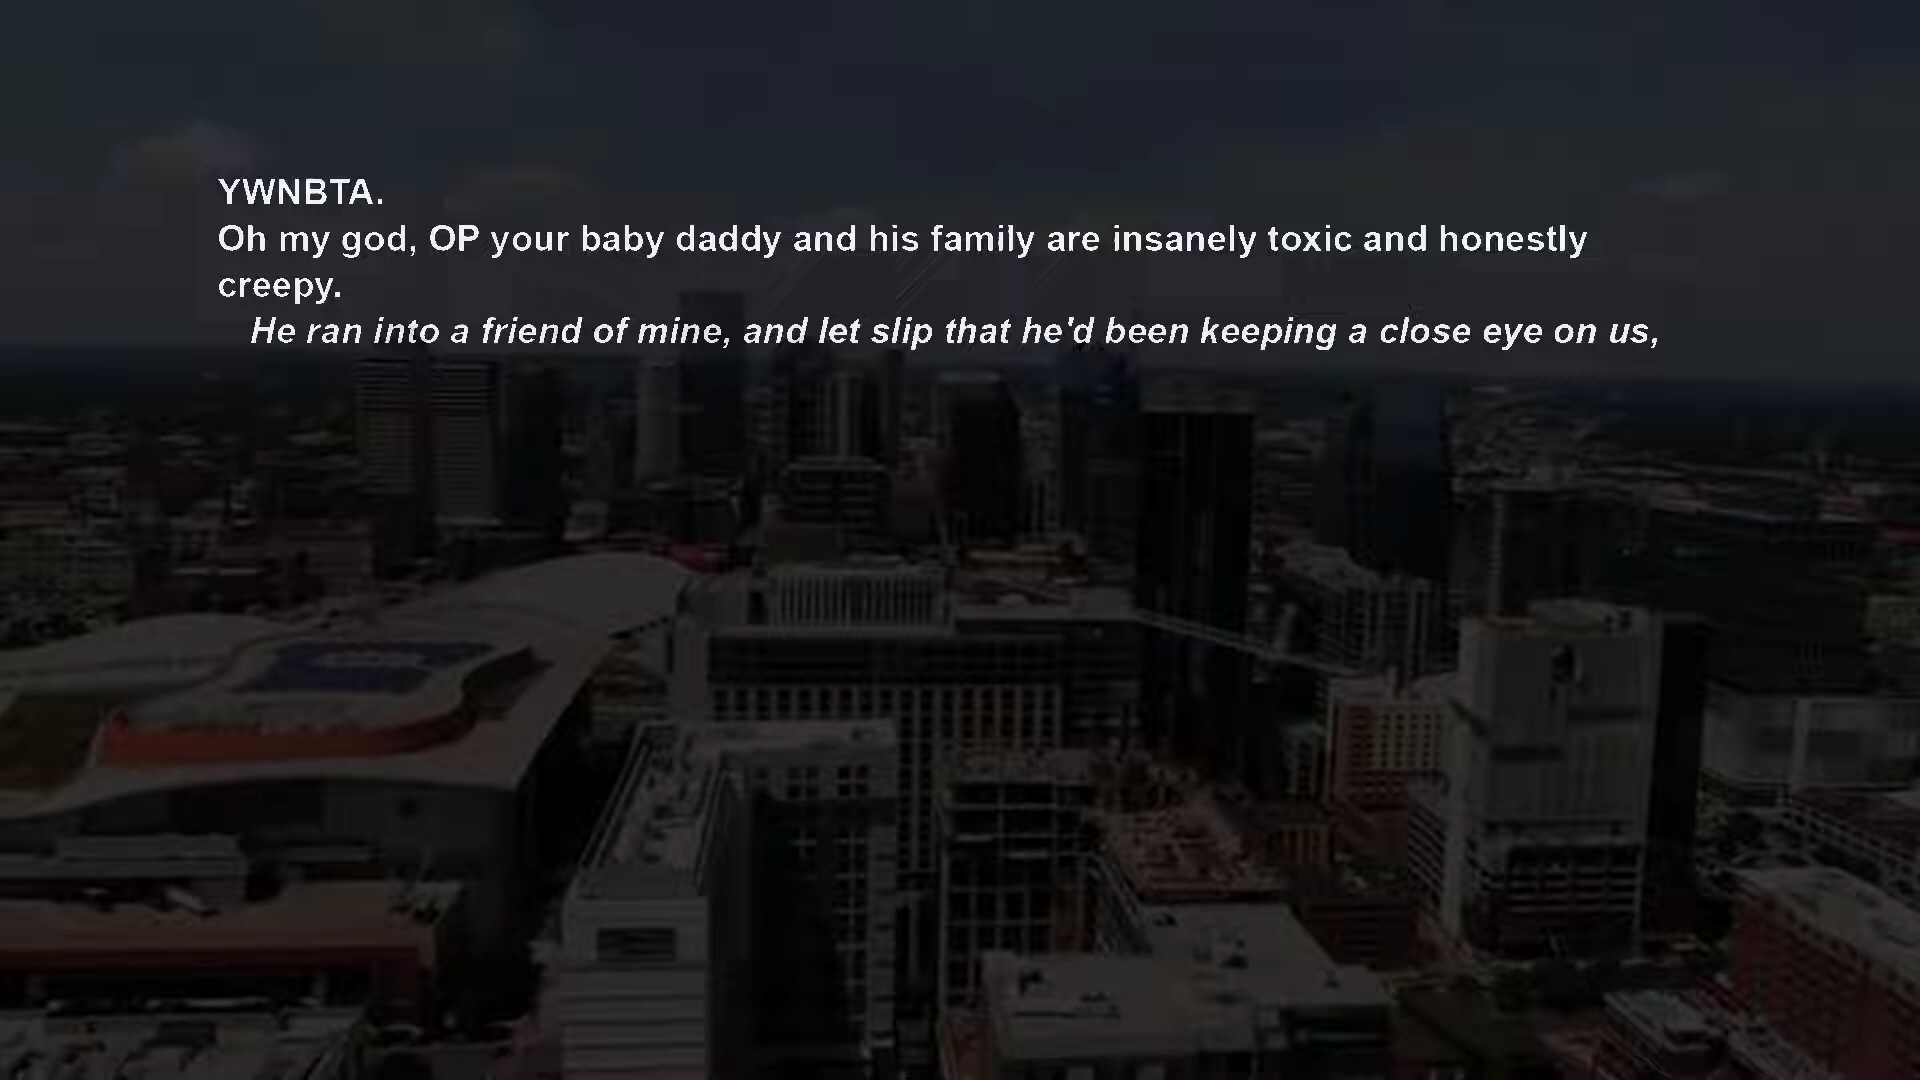 YWNBTA.
Oh my god, OP your baby daddy and his family are insanely toxic and honestly
creepy.
He ran into a friend of mine, and let slip that he'd been keeping a close eye on us,